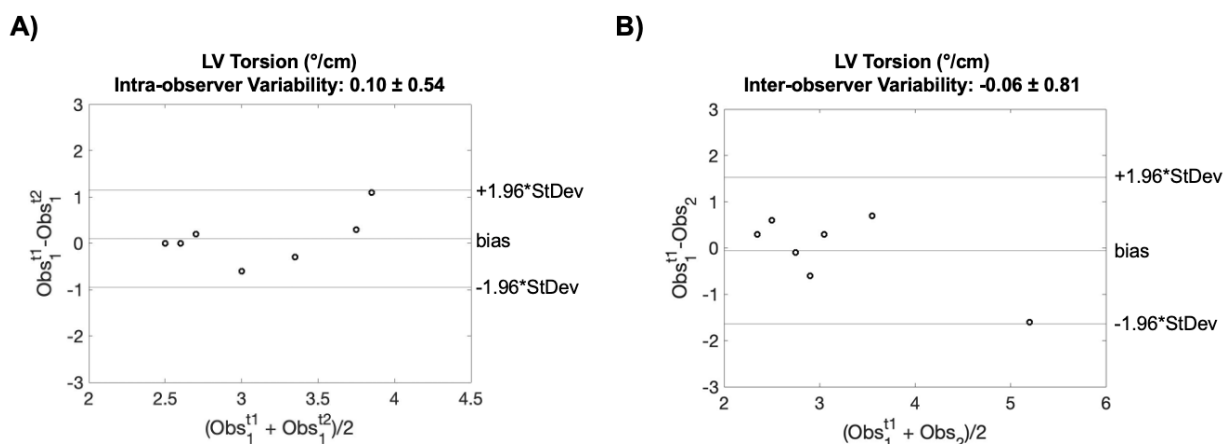 A)
LV Torsion (°/cm)
Intra-observer Variability: 0.10 ± 0.54
3
2
1
0
-1
-2
-3
Obs₁ᵗ¹-Obs₁ᵗ²
+1.96*StDev
bias
-1.96*StDev
2 2.5 3 3.5 4 4.5
(Obs₁ᵗ¹ + Obs₁ᵗ²)/2
B)
LV Torsion (°/cm)
Inter-observer Variability: -0.06 ± 0.81
3
2
1
0
-1
-2
-3
Obs₁ᵗ¹-Obs₂
+1.96*StDev
bias
-1.96*StDev
2 3 4 5 6
(Obs₁ᵗ¹ + Obs₂)/2